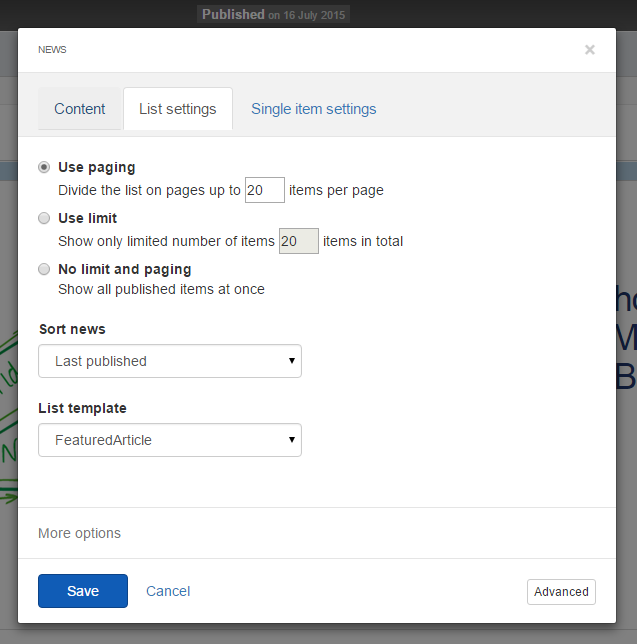 Published on 16 July 2015
NEWS
×
Content
List settings
Single item settings
Use paging
Divide the list on pages up to 20 items per page
Use limit
Show only limited number of items 20 items in total
No limit and paging
Show all published items at once
Sort news
Last published
List template
FeaturedArticle
More options
Save
Cancel
Advanced